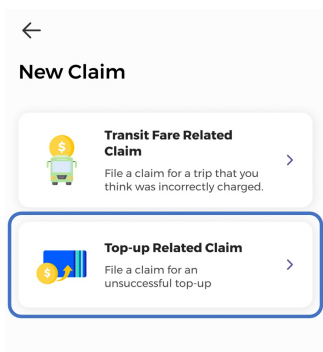 New Claim
Transit Fare Related
Claim
File a claim for a trip that you
think was incorrectly charged.
Top-up Related Claim
File a claim for an
unsuccessful top-up